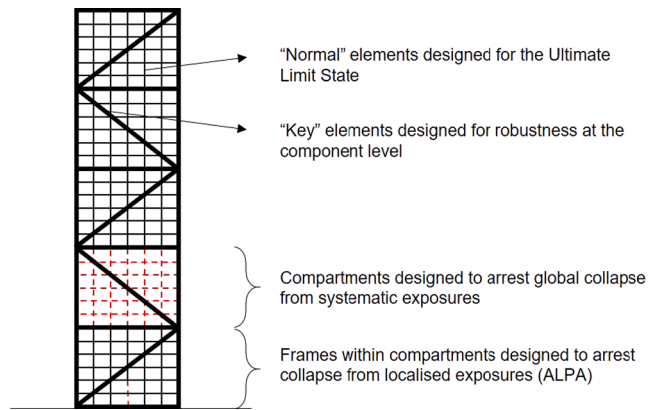 “Normal” elements designed for the Ultimate
Limit State
“Key” elements designed for robustness at the
component level
Compartments designed to arrest global collapse
from systematic exposures
Frames within compartments designed to arrest
collapse from localised exposures (ALPA)